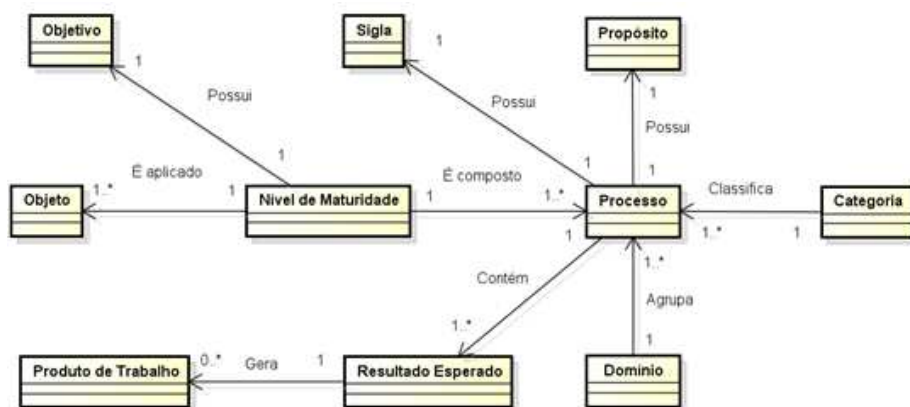 Objetivo
Sigla
Propósito
1
1
1
Possui
Possui
Possui
1
1
1
É aplicado
É composto
Classifica
Objeto
1..*
1
Nível de Maturidade
1
1..*
Processo
Categoria
1
1..*
1
1..*
Contém
Agrupa
1..*
1
Produto de Trabalho
0..*
Gera
1
Resultado Esperado
Domínio